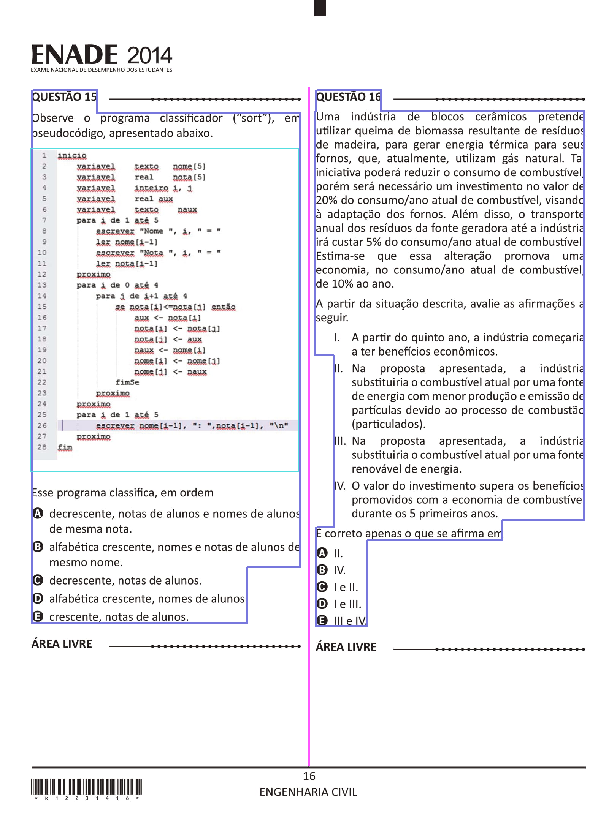 ENADE 2014
EXAME NACIONAL DE DESEMPENHO DOS ESTUDANTES
QUESTÃO 15
Observe o programa classificador ("sort"), em
pseudocódigo, apresentado abaixo.
1 inicio
2 variavel texto nome[5]
3 variavel real nota[5]
4 variavel inteiro i, j
5 variavel real aux
6 variavel texto naux
7 para i de 1 até 5
8 escrever "Nome ", i, " = "
9 ler nome[i-1]
10 escrever "Nota ", i, " = "
11 ler nota[i-1]
12 proximo
13 para i de 0 até 4
14 para j de i+1 até 4
15 se nota[i]<=nota[j] então
16 aux <- nota[i]
17 nota[i] <- nota[j]
18 nota[j] <- aux
19 naux <- nome[i]
20 nome[i] <- nome[j]
21 nome[j] <- naux
22 fimSe
23 proximo
24 proximo
25 para i de 1 até 5
26 escrever nome[i-1], ": ",nota[i-1], "\n"
27 proximo
28 fim
Esse programa classifica, em ordem
A decrescente, notas de alunos e nomes de alunos
de mesma nota.
B alfabética crescente, nomes e notas de alunos de
mesmo nome.
C decrescente, notas de alunos.
D alfabética crescente, nomes de alunos
E crescente, notas de alunos.
ÁREA LIVRE
QUESTÃO 16
Uma indústria de blocos cerâmicos pretende
utilizar queima de biomassa resultante de resíduos
de madeira, para gerar energia térmica para seus
fornos, que, atualmente, utilizam gás natural. Tal
iniciativa poderá reduzir o consumo de combustível,
porém será necessário um investimento no valor de
20% do consumo/ano atual de combustível, visando
à adaptação dos fornos. Além disso, o transporte
anual dos resíduos da fonte geradora até a indústria
irá custar 5% do consumo/ano atual de combustível.
Estima-se que essa alteração promova uma
economia, no consumo/ano atual de combustível,
de 10% ao ano.
A partir da situação descrita, avalie as afirmações a
seguir.
I. A partir do quinto ano, a indústria começaria
a ter benefícios econômicos.
II. Na proposta apresentada, a indústria
substituiria o combustível atual por uma fonte
de energia com menor produção e emissão de
partículas devido ao processo de combustão
(particulados).
III. Na proposta apresentada, a indústria
substituiria o combustível atual por uma fonte
renovável de energia.
IV. O valor do investimento supera os benefícios
promovidos com a economia de combustível
durante os 5 primeiros anos.
É correto apenas o que se afirma em
A II.
B IV.
C I e II.
D I e III.
E III e IV.
ÁREA LIVRE
16
ENGENHARIA CIVIL